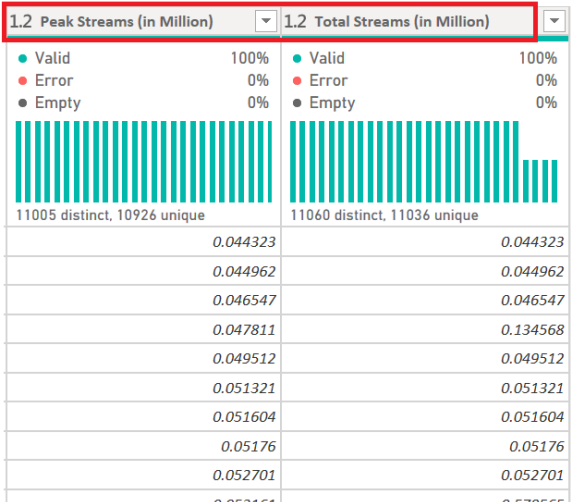 1.2 Peak Streams (in Million) 1.2 Total Streams (in Million)
Valid 100% Valid 100%
Error 0% Error 0%
Empty 0% Empty 0%
11005 distinct, 10926 unique 11060 distinct, 11036 unique
0.044323 0.044323
0.044962 0.044962
0.046547 0.046547
0.047811 0.134568
0.049512 0.049512
0.051321 0.051321
0.051604 0.051604
0.05176 0.05176
0.052701 0.052701